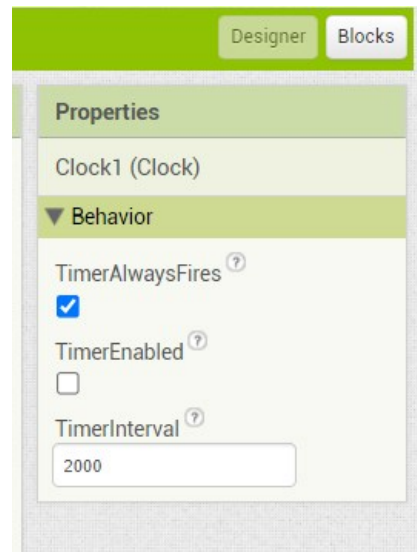 Designer Blocks
Properties
Clock1 (Clock)
Behavior
TimerAlwaysFires ?
TimerEnabled ?
TimerInterval ?
2000